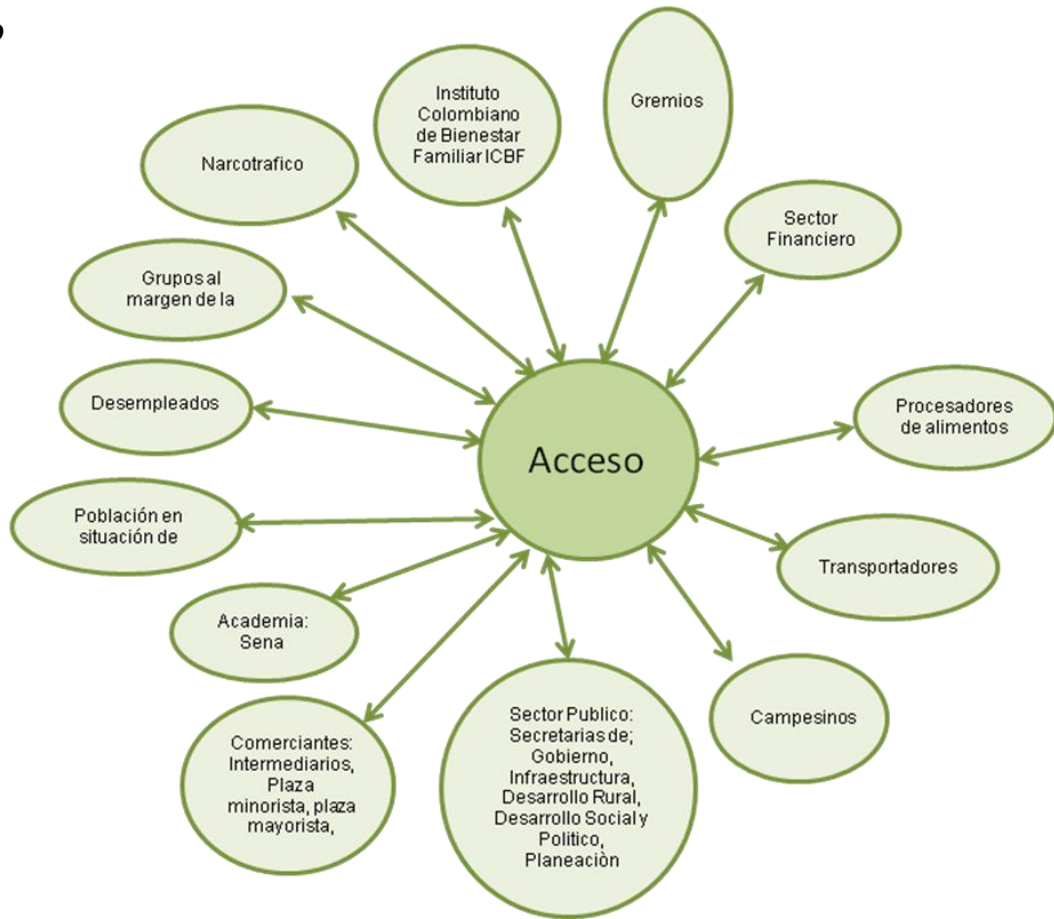 Instituto
Colombiano
de Bienestar
Familiar ICBF
Gremios
Sector
Financiero
Procesadores
de alimentos
Transportadores
Campesinos
Sector Publico:
Secretarias de;
Gobierno,
Infraestructura,
Desarrollo Rural,
Desarrollo Social y
Politico,
Planeaciòn
Comerciantes:
Intermediarios,
Plaza
minorista, plaza
mayorista,
Academia:
Sena
Población en
situación de
Desempleados
Grupos al
margen de la
Narcotrafico
Acceso